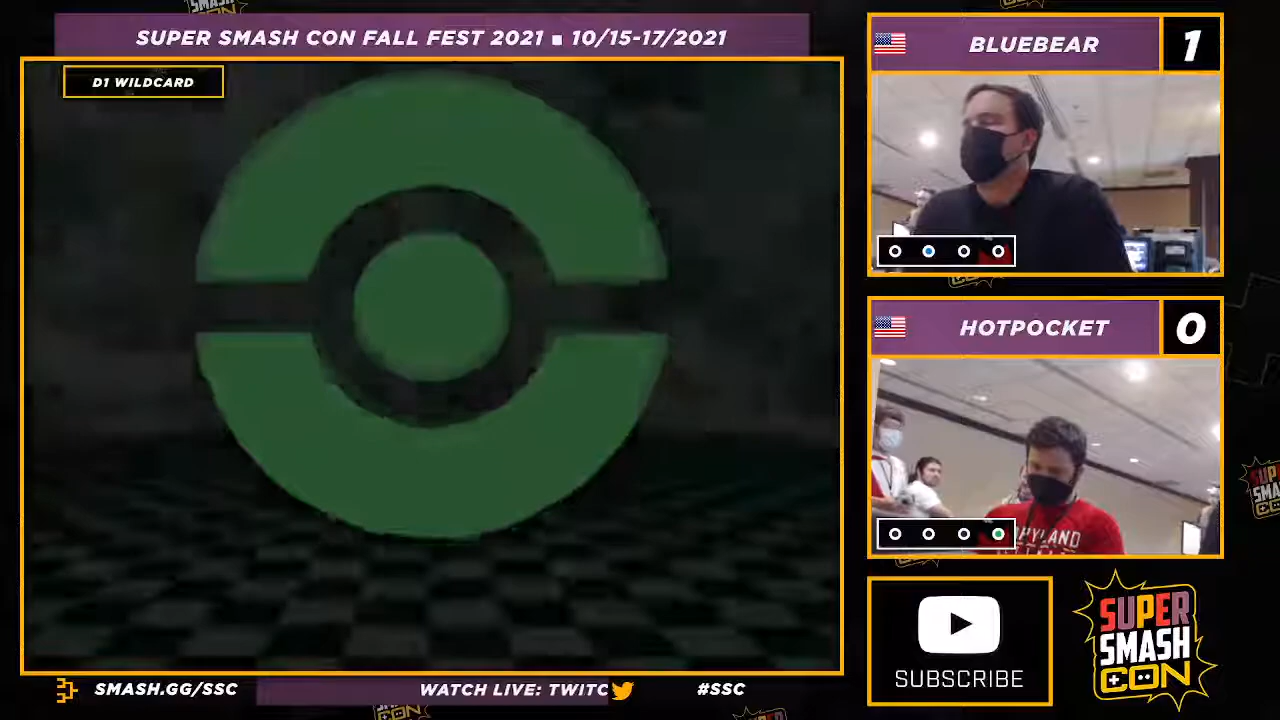 SUPER SMASH CON FALL FEST 2021 ■ 10/15-17/2021
D1 WILDCARD
BLUEBEAR 1
HOTPOCKET 0
SUBSCRIBE
SUPER
SMASH
CON
SMASH.GG/SSC
WATCH LIVE: TWITC
#SSC